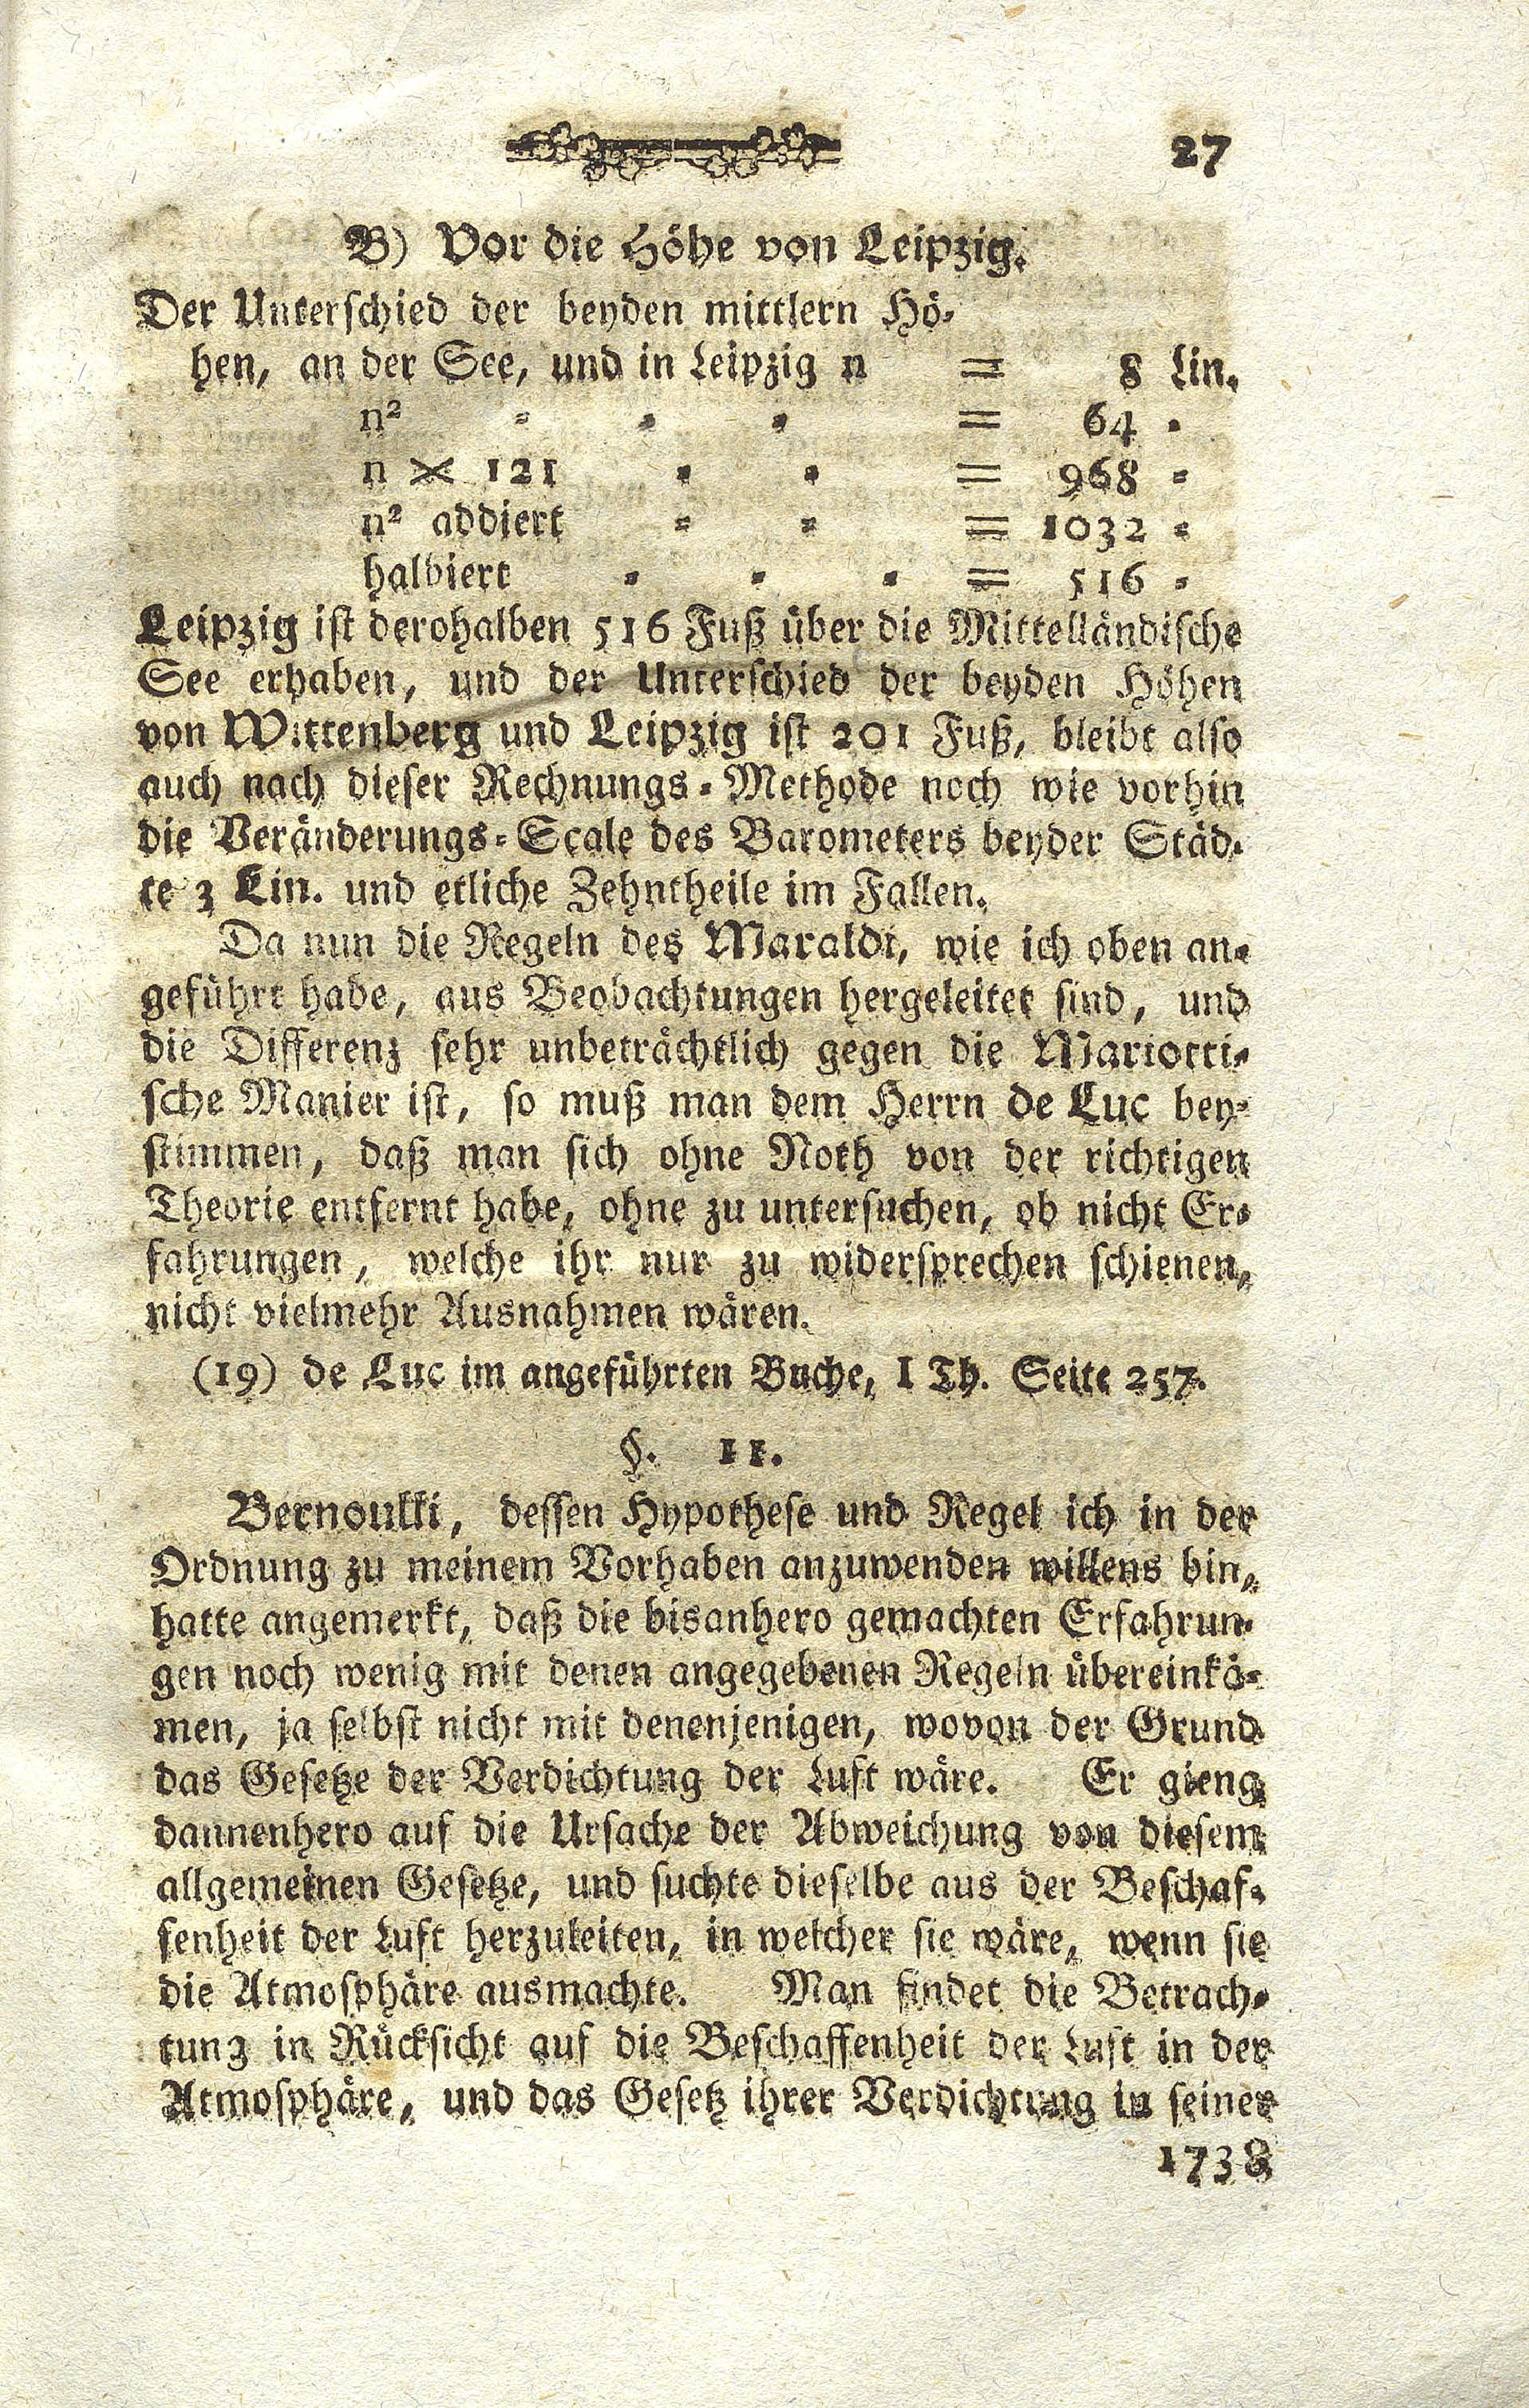 27
B) Vor die Höhe von Leipzig.
Der Unterschied der beyden mittlern Hö-
hen, an der See, und in Leipzig n = 8 Lin.
n² - - - = 64 -
n × 121 - - = 968 -
n² addiert - - = 1032 -
halbiert - - - = 516 -
Leipzig ist derohalben 516 Fuß über die Mittelländische
See erhaben, und der Unterschied der beyden Höhen
von Wittenberg und Leipzig ist 201 Fuß, bleibt also
auch nach dieser Rechnungs-Methode noch wie vorhin
die Veränderungs-Scale des Barometers beyder Städ-
te 3 Lin. und etliche Zehntheile im Fallen.
Da nun die Regeln des Maraldi, wie ich oben an-
geführt habe, aus Beobachtungen hergeleitet sind, und
die Differenz sehr unbeträchtlich gegen die Mariotti-
sche Manier ist, so muß man dem Herrn de Luc bey-
stimmen, daß man sich ohne Noth von der richtigen
Theorie entfernt habe, ohne zu untersuchen, ob nicht Er-
fahrungen, welche ihr nur zu widersprechen schienen,
nicht vielmehr Ausnahmen wären.
(19) de Luc im angeführten Buche, I Th. Seite 257.
§. 11.
Bernoulli, dessen Hypothese und Regel ich in der
Ordnung zu meinem Vorhaben anzuwenden willens bin,
hatte angemerkt, daß die bisanhero gemachten Erfahrun-
gen noch wenig mit denen angegebenen Regeln übereinkä-
men, ja selbst nicht mit denenjenigen, wovon der Grund
das Gesetze der Verdichtung der Luft wäre. Er gieng
dannenhero auf die Ursache der Abweichung von diesem
allgemeinen Gesetze, und suchte dieselbe aus der Beschaf-
fenheit der Luft herzuleiten, in welcher sie wäre, wenn sie
die Atmosphäre ausmachte. Man findet die Betrach-
tung in Rücksicht auf die Beschaffenheit der Luft in der
Atmosphäre, und das Gesetz ihrer Verdichtung in seiner
1738